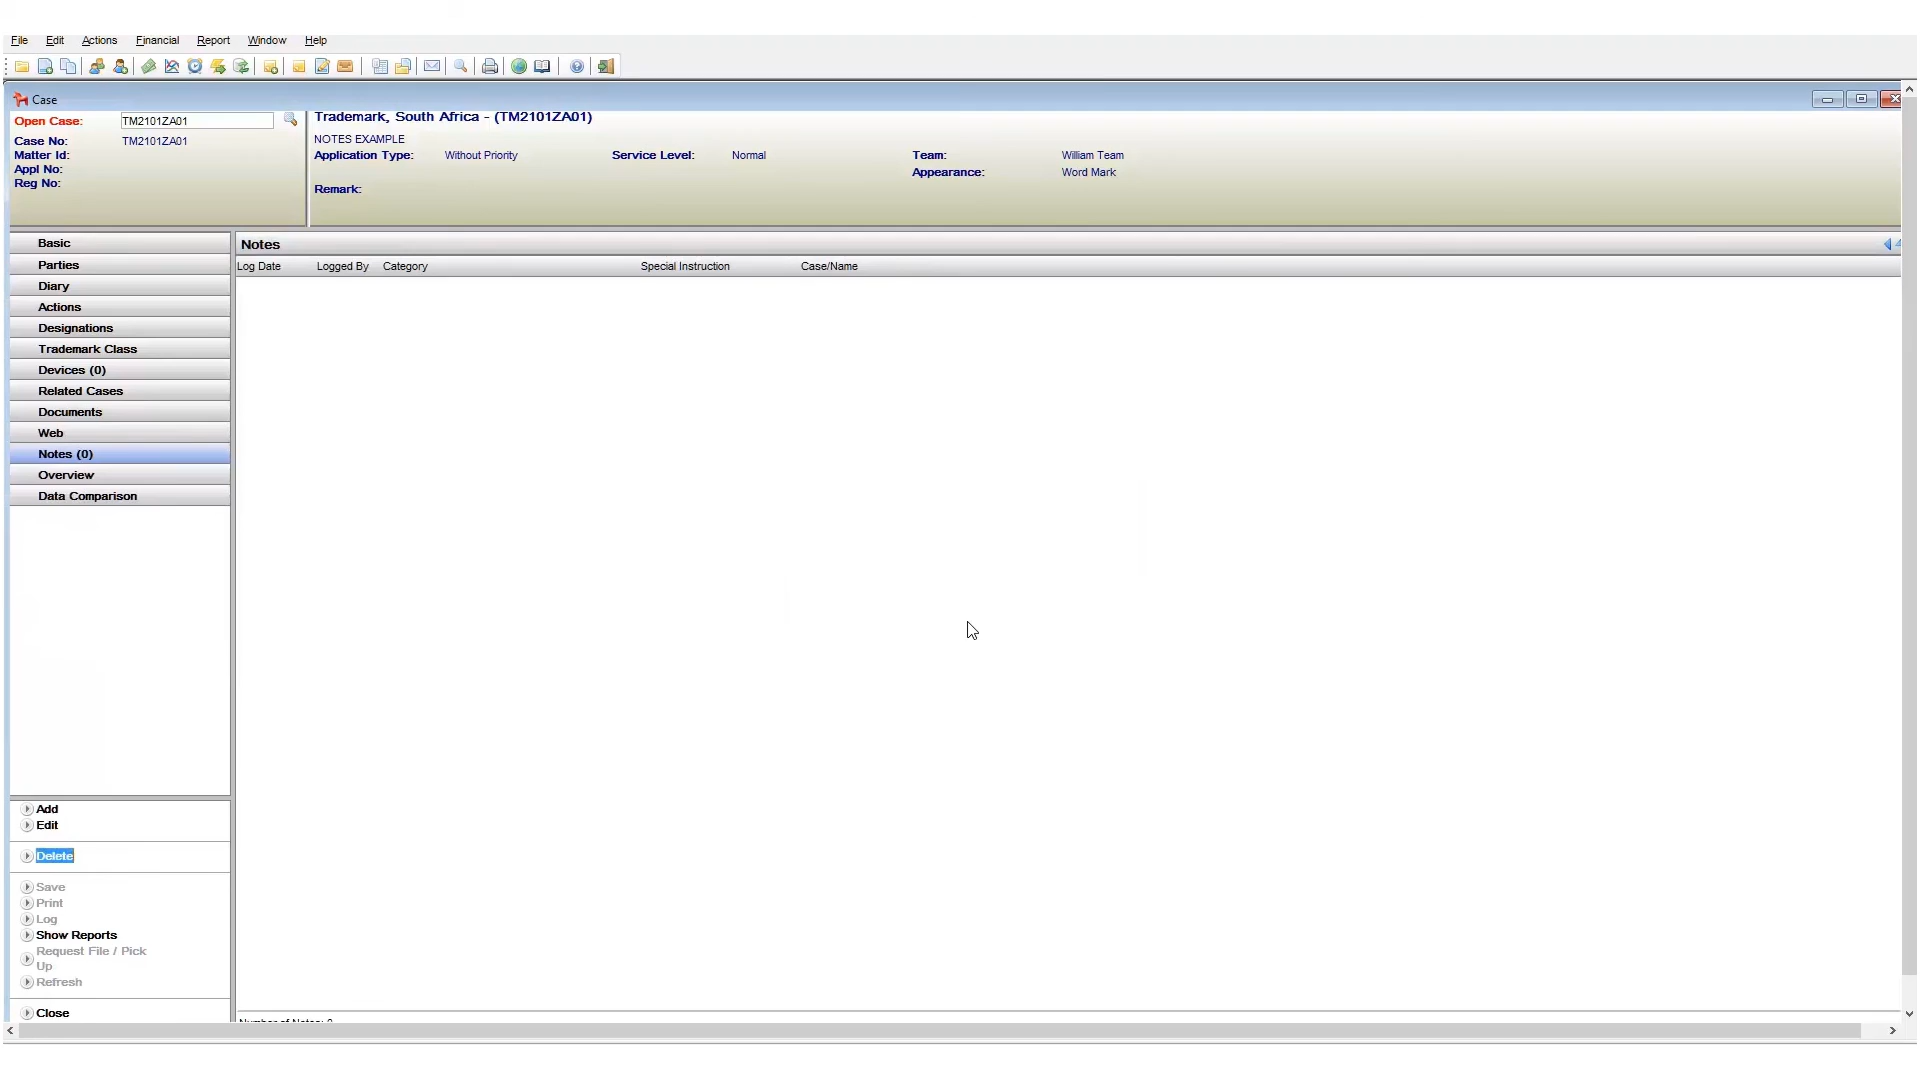 File Edit Actions Financial Report Window Help
Case
Open Case: TM2101ZA01
Case No: TM2101ZA01
Matter Id:
Appl No:
Reg No:
Trademark, South Africa - (TM2101ZA01)
NOTES EXAMPLE
Application Type: Without Priority Service Level: Normal Team: William Team
Appearance: Word Mark
Remark:
Basic
Parties
Diary
Actions
Designations
Trademark Class
Devices (0)
Related Cases
Documents
Web
Notes (0)
Overview
Data Comparison
Notes
Log Date Logged By Category Special Instruction Case/Name
Add
Edit
Delete
Save
Print
Log
Show Reports
Request File / Pick
Up
Refresh
Close
Number of Notes: 0